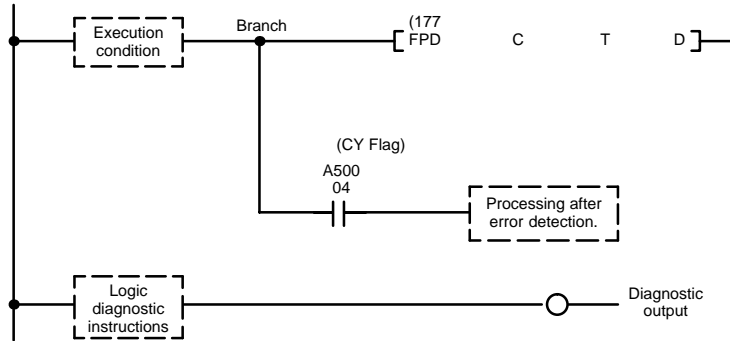 Execution
condition
Branch
(177
FPD C T D
(CY Flag)
A500
04
Processing after
error detection.
Logic
diagnostic
instructions
Diagnostic
output